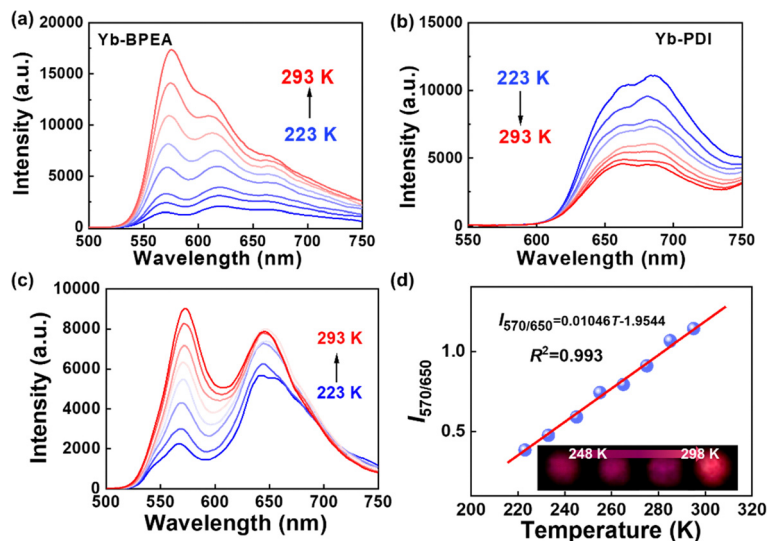 (a)
Yb-BPEA
293 K
223 K
20000
15000
10000
5000
0
Intensity (a.u.)
500 550 600 650 700 750
Wavelength (nm)
(b)
Yb-PDI
223 K
293 K
15000
10000
5000
0
Intensity (a.u.)
550 600 650 700 750
Wavelength (nm)
(c)
293 K
223 K
10000
8000
6000
4000
2000
0
Intensity (a.u.)
500 550 600 650 700 750
Wavelength (nm)
(d)
I570/650=0.01046T-1.9544
R²=0.993
1.0
0.5
I570/650
248 K 298 K
200 220 240 260 280 300 320
Temperature (K)